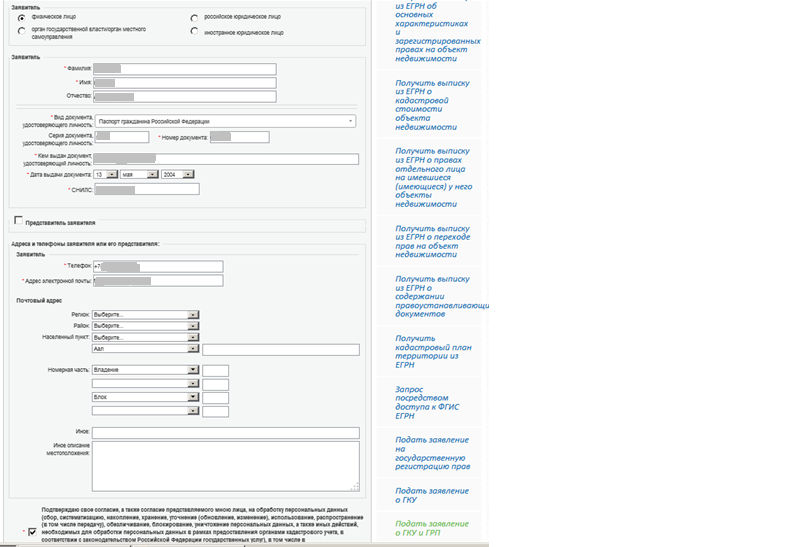 Заявитель
физическое лицо
российское юридическое лицо
орган государственной власти/орган местного
самоуправления
иностранное юридическое лицо
Заявитель
* Фамилия:
* Имя:
Отчество:
* Вид документа,
удостоверяющего личность:
Паспорт гражданина Российской Федерации
Серия документа,
удостоверяющего личность:
* Номер документа:
* Кем выдан документ,
удостоверяющий личность:
* Дата выдачи документа:
13 мая 2004
* СНИЛС:
Представитель заявителя
Адреса и телефоны заявителя или его представителя:
Заявитель
* Телефон:
+7
* Адрес электронной почты:
Почтовый адрес
Регион: Выберите...
Район: Выберите...
Населенный пункт: Выберите...
Аал
Номерная часть: Владение
Блок
Иное:
Иное описание
местоположения:
Подтверждаю свое согласие, а также согласие представляемого мною лица, на обработку персональных данных
(сбор, систематизацию, накопление, хранение, уточнение (обновление, изменение), использование, распространение
(в том числе передачу), обезличивание, блокирование, уничтожение персональных данных, а также иных действий,
* необходимых для обработки персональных данных в рамках предоставления органами кадастрового учета, в
соответствии с законодательством Российской Федерации государственных услуг), в том числе в
из ЕГРН об
основных
характеристиках
и
зарегистрированных
правах на объект
недвижимости
Получить выписку
из ЕГРН о
кадастровой
стоимости
объекта
недвижимости
Получить выписку
из ЕГРН о правах
отдельного лица
на имевшиеся
(имеющиеся) у него
объекты
недвижимости
Получить выписку
из ЕГРН о переходе
прав на объект
недвижимости
Получить выписку
из ЕГРН о
содержании
правоустанавливающих
документов
Получить
кадастровый план
территории из
ЕГРН
Запрос
посредством
доступа к ФГИС
ЕГРН
Подать заявление
на
государственную
регистрацию прав
Подать заявление
о ГКУ
Подать заявление
о ГКУ и ГРП